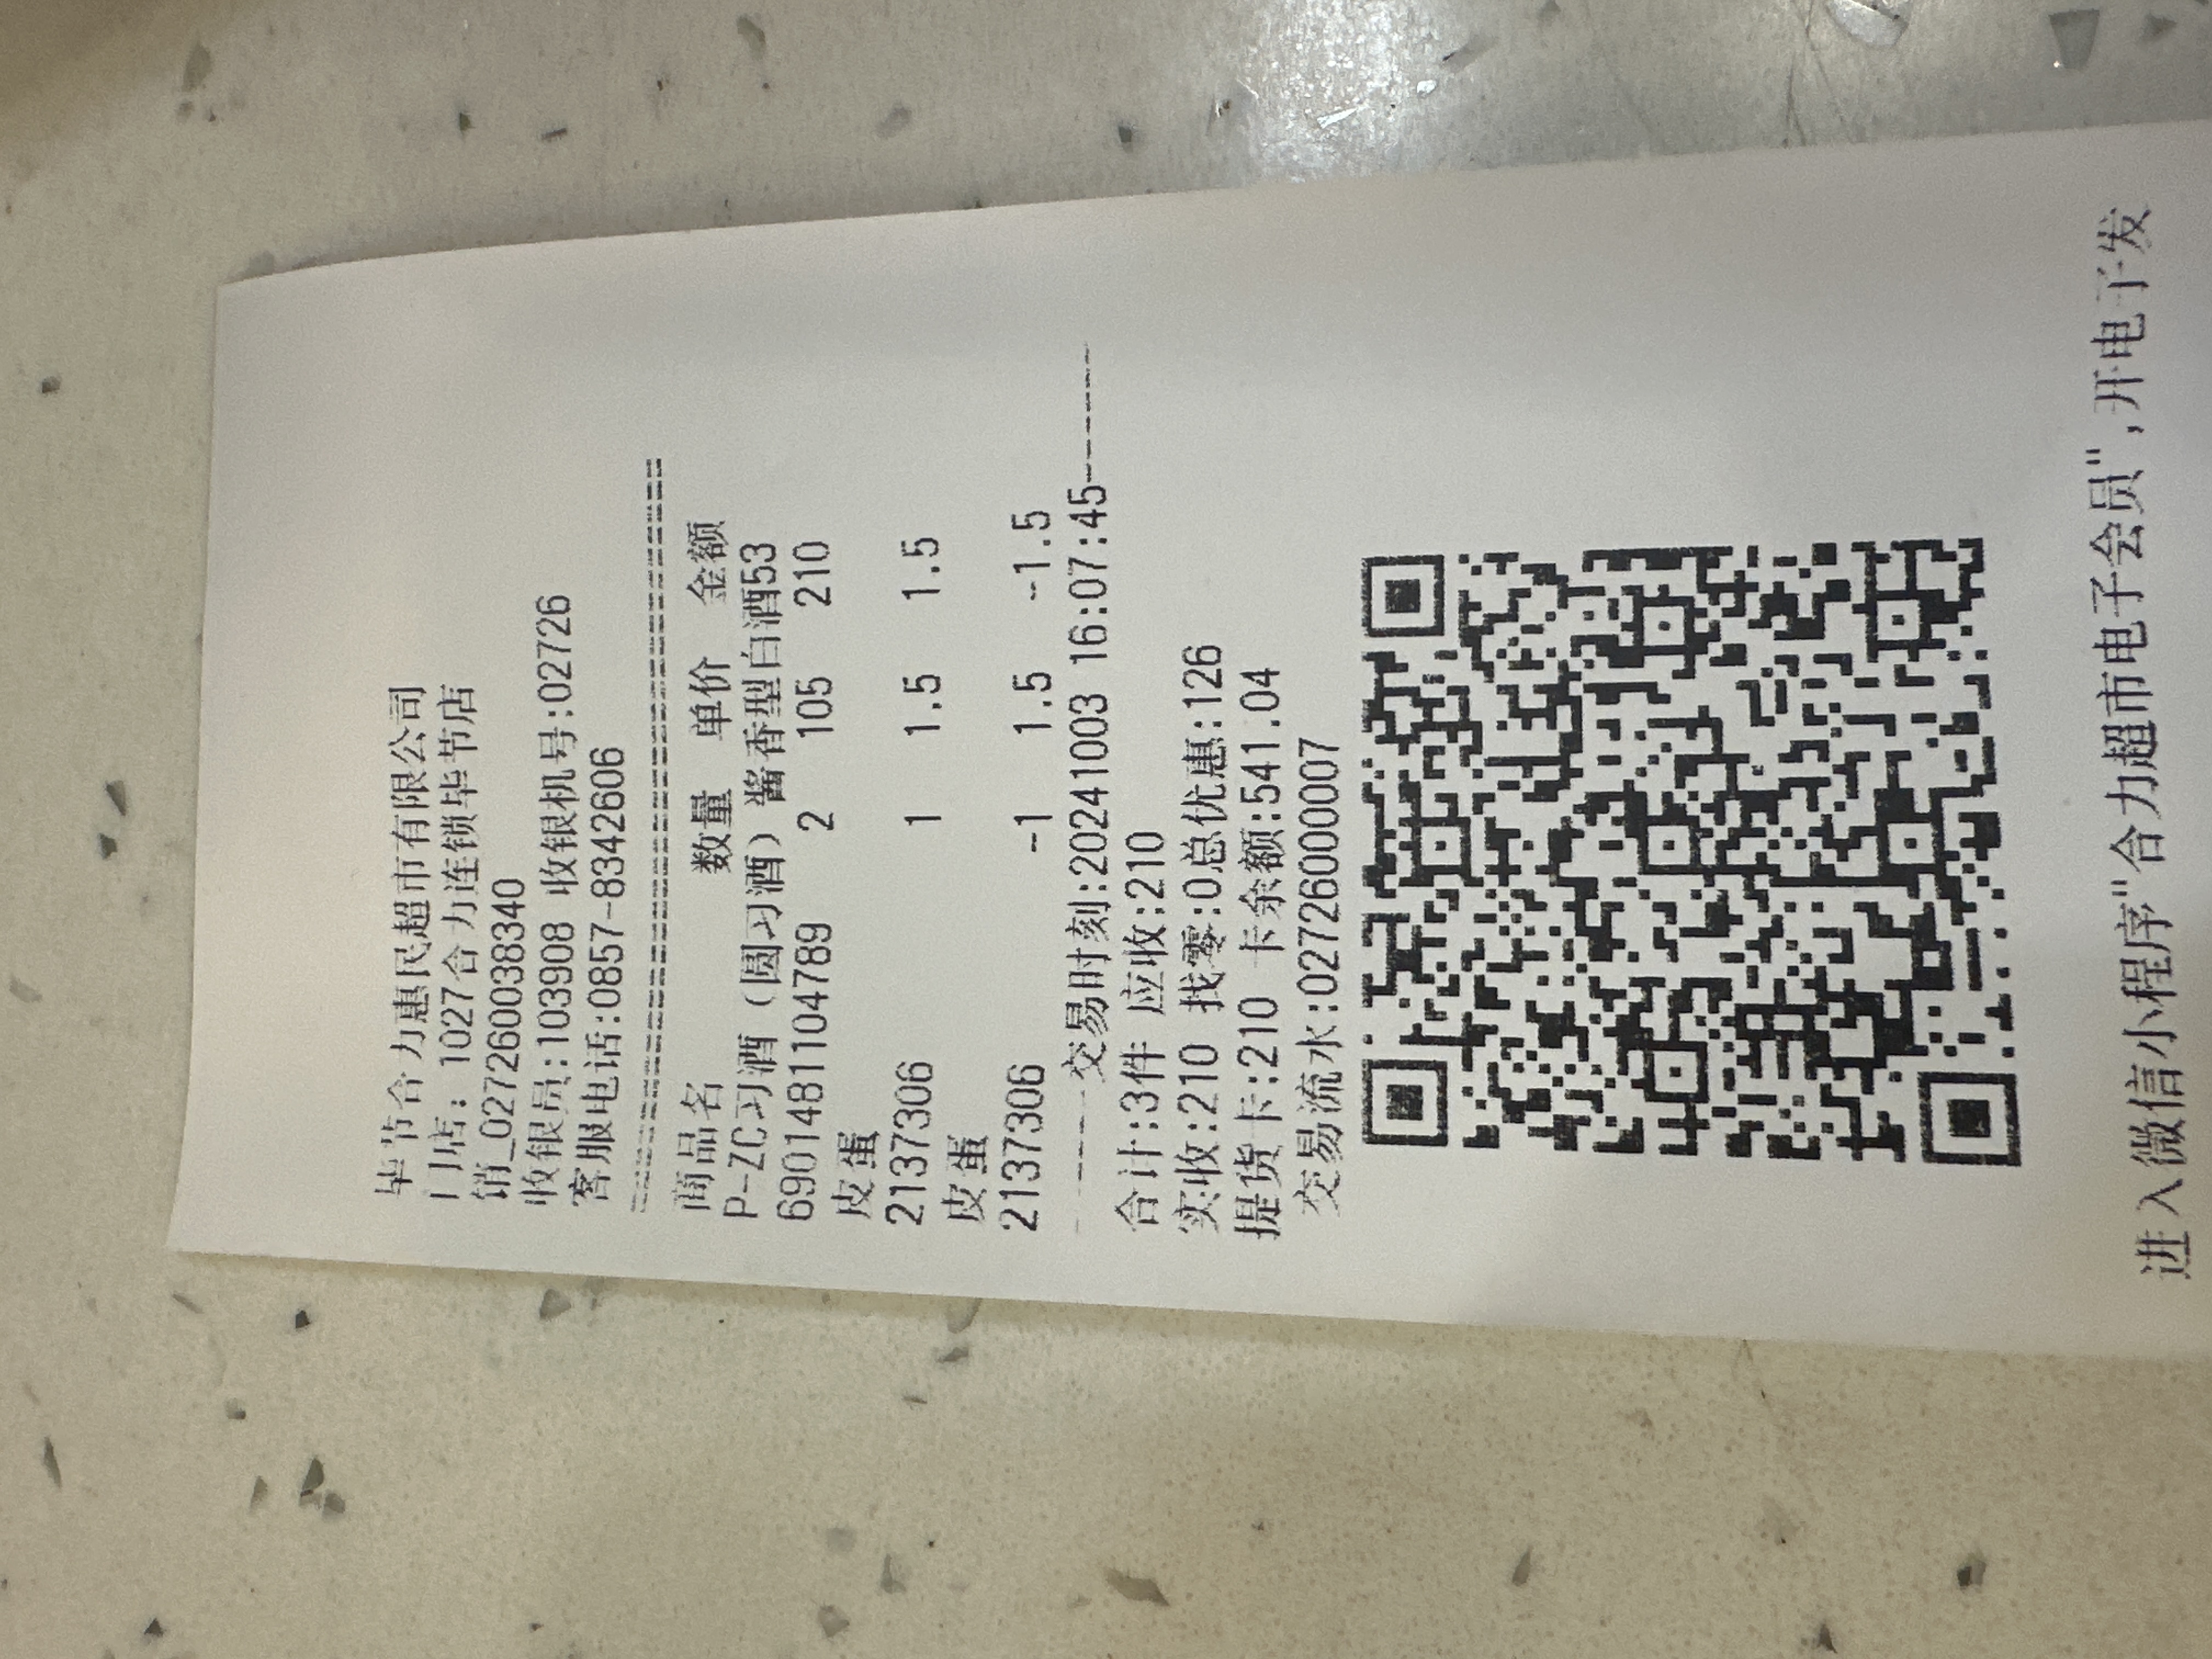 毕节合力惠民超市有限公司
门店: 1027合力连锁毕节店
销_027260038340
收银员:103908 收银机号:02726
客服电话:0857-8342606
================================
商品名 数量 单价 金额
P-ZC习酒（圆习酒）酱香型白酒53
6901481104789 2 105 210
皮蛋
2137306 1 1.5 1.5
皮蛋
2137306 -1 1.5 -1.5
------交易时刻:20241003 16:07:45------
合计:3件 应收:210
实收:210 找零:0总优惠:126
提货卡:210 卡余额:541.04
交易流水:02726000007
进入微信小程序"合力超市电子会员",开电子发